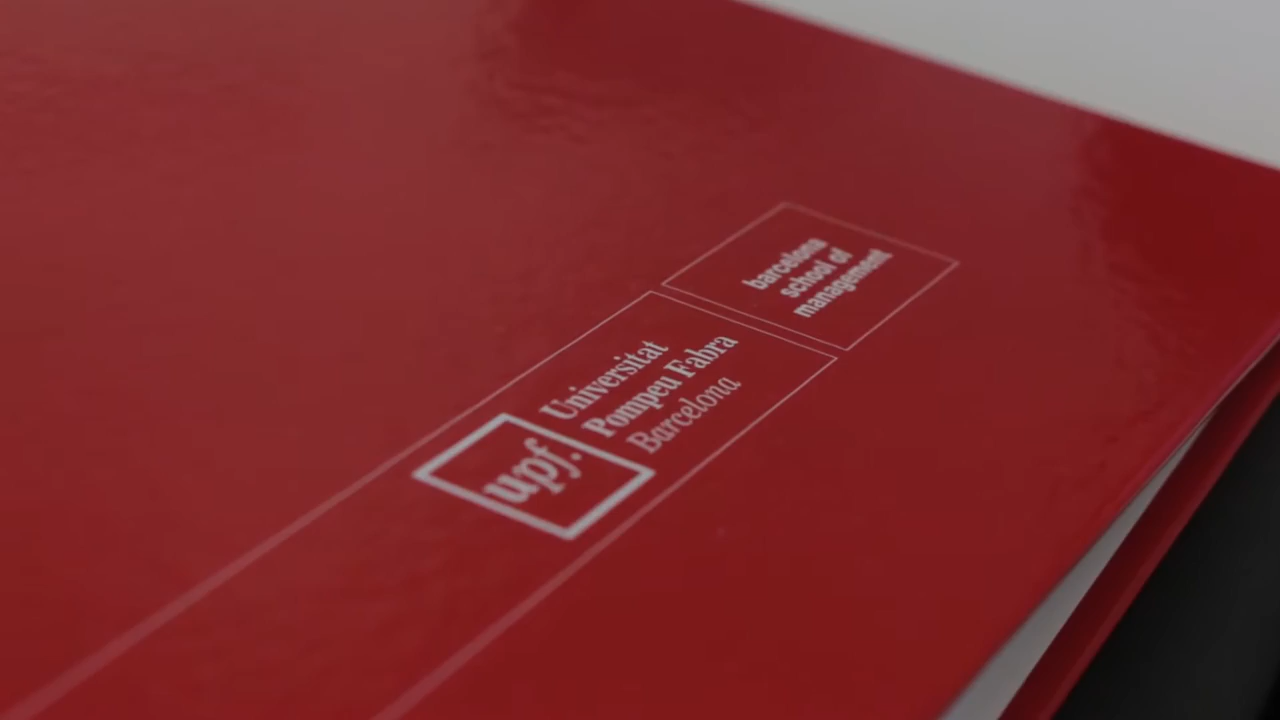 upf.
Universitat
Pompeu Fabra
Barcelona
barcelona
school of
management